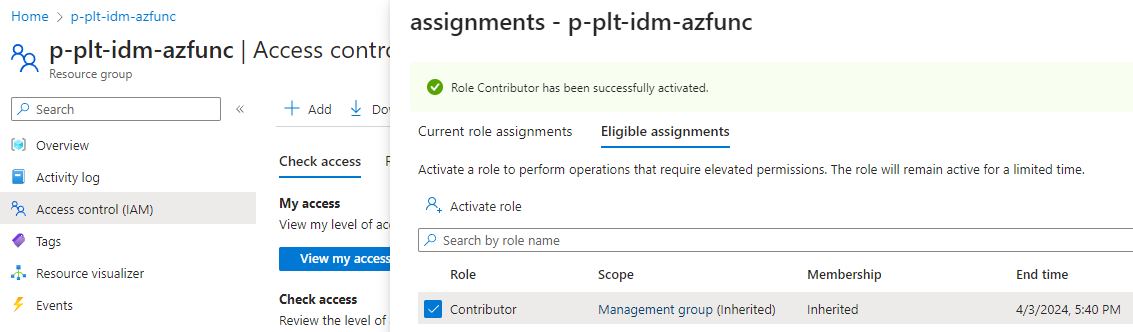 Home > p-plt-idm-azfunc
p-plt-idm-azfunc | Access contro
Resource group
Search
«
Add
Do
Overview
Activity log
Access control (IAM)
Tags
Resource visualizer
Events
Check access
My access
View my level of acc
View my access
Check access
Review the level of
assignments - p-plt-idm-azfunc
Role Contributor has been successfully activated.
Current role assignments Eligible assignments
Activate a role to perform operations that require elevated permissions. The role will remain active for a limited time.
Activate role
Search by role name
Role Scope Membership End time
Contributor Management group (Inherited) Inherited 4/3/2024, 5:40 PM